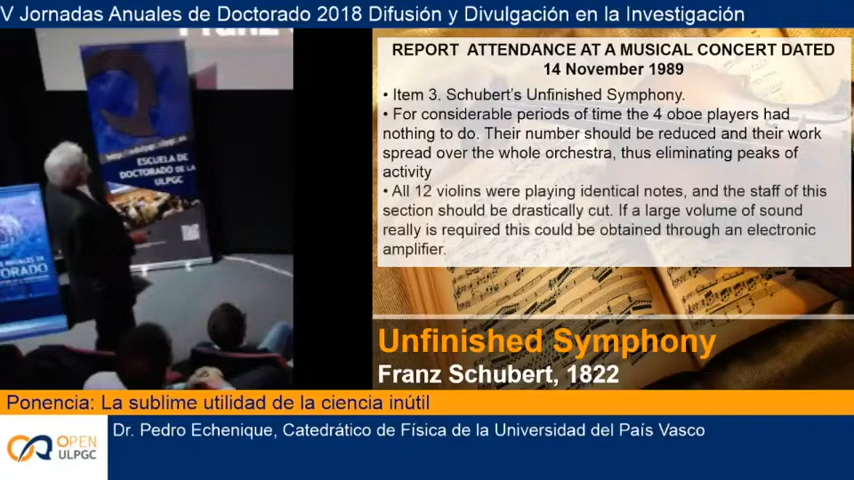 V Jornadas Anuales de Doctorado 2018 Difusión y Divulgación en la Investigación
Franz
http://edulpgc.ulpgc.es
ESCUELA DE
DOCTORADO DE LA
ULPGC
REPORT ATTENDANCE AT A MUSICAL CONCERT DATED
14 November 1989
• Item 3. Schubert's Unfinished Symphony.
• For considerable periods of time the 4 oboe players had
nothing to do. Their number should be reduced and their work
spread over the whole orchestra, thus eliminating peaks of
activity
• All 12 violins were playing identical notes, and the staff of this
section should be drastically cut. If a large volume of sound
really is required this could be obtained through an electronic
amplifier.
Unfinished Symphony
Franz Schubert, 1822
Ponencia: La sublime utilidad de la ciencia inútil
OPEN
ULPGC
Dr. Pedro Echenique, Catedrático de Física de la Universidad del País Vasco